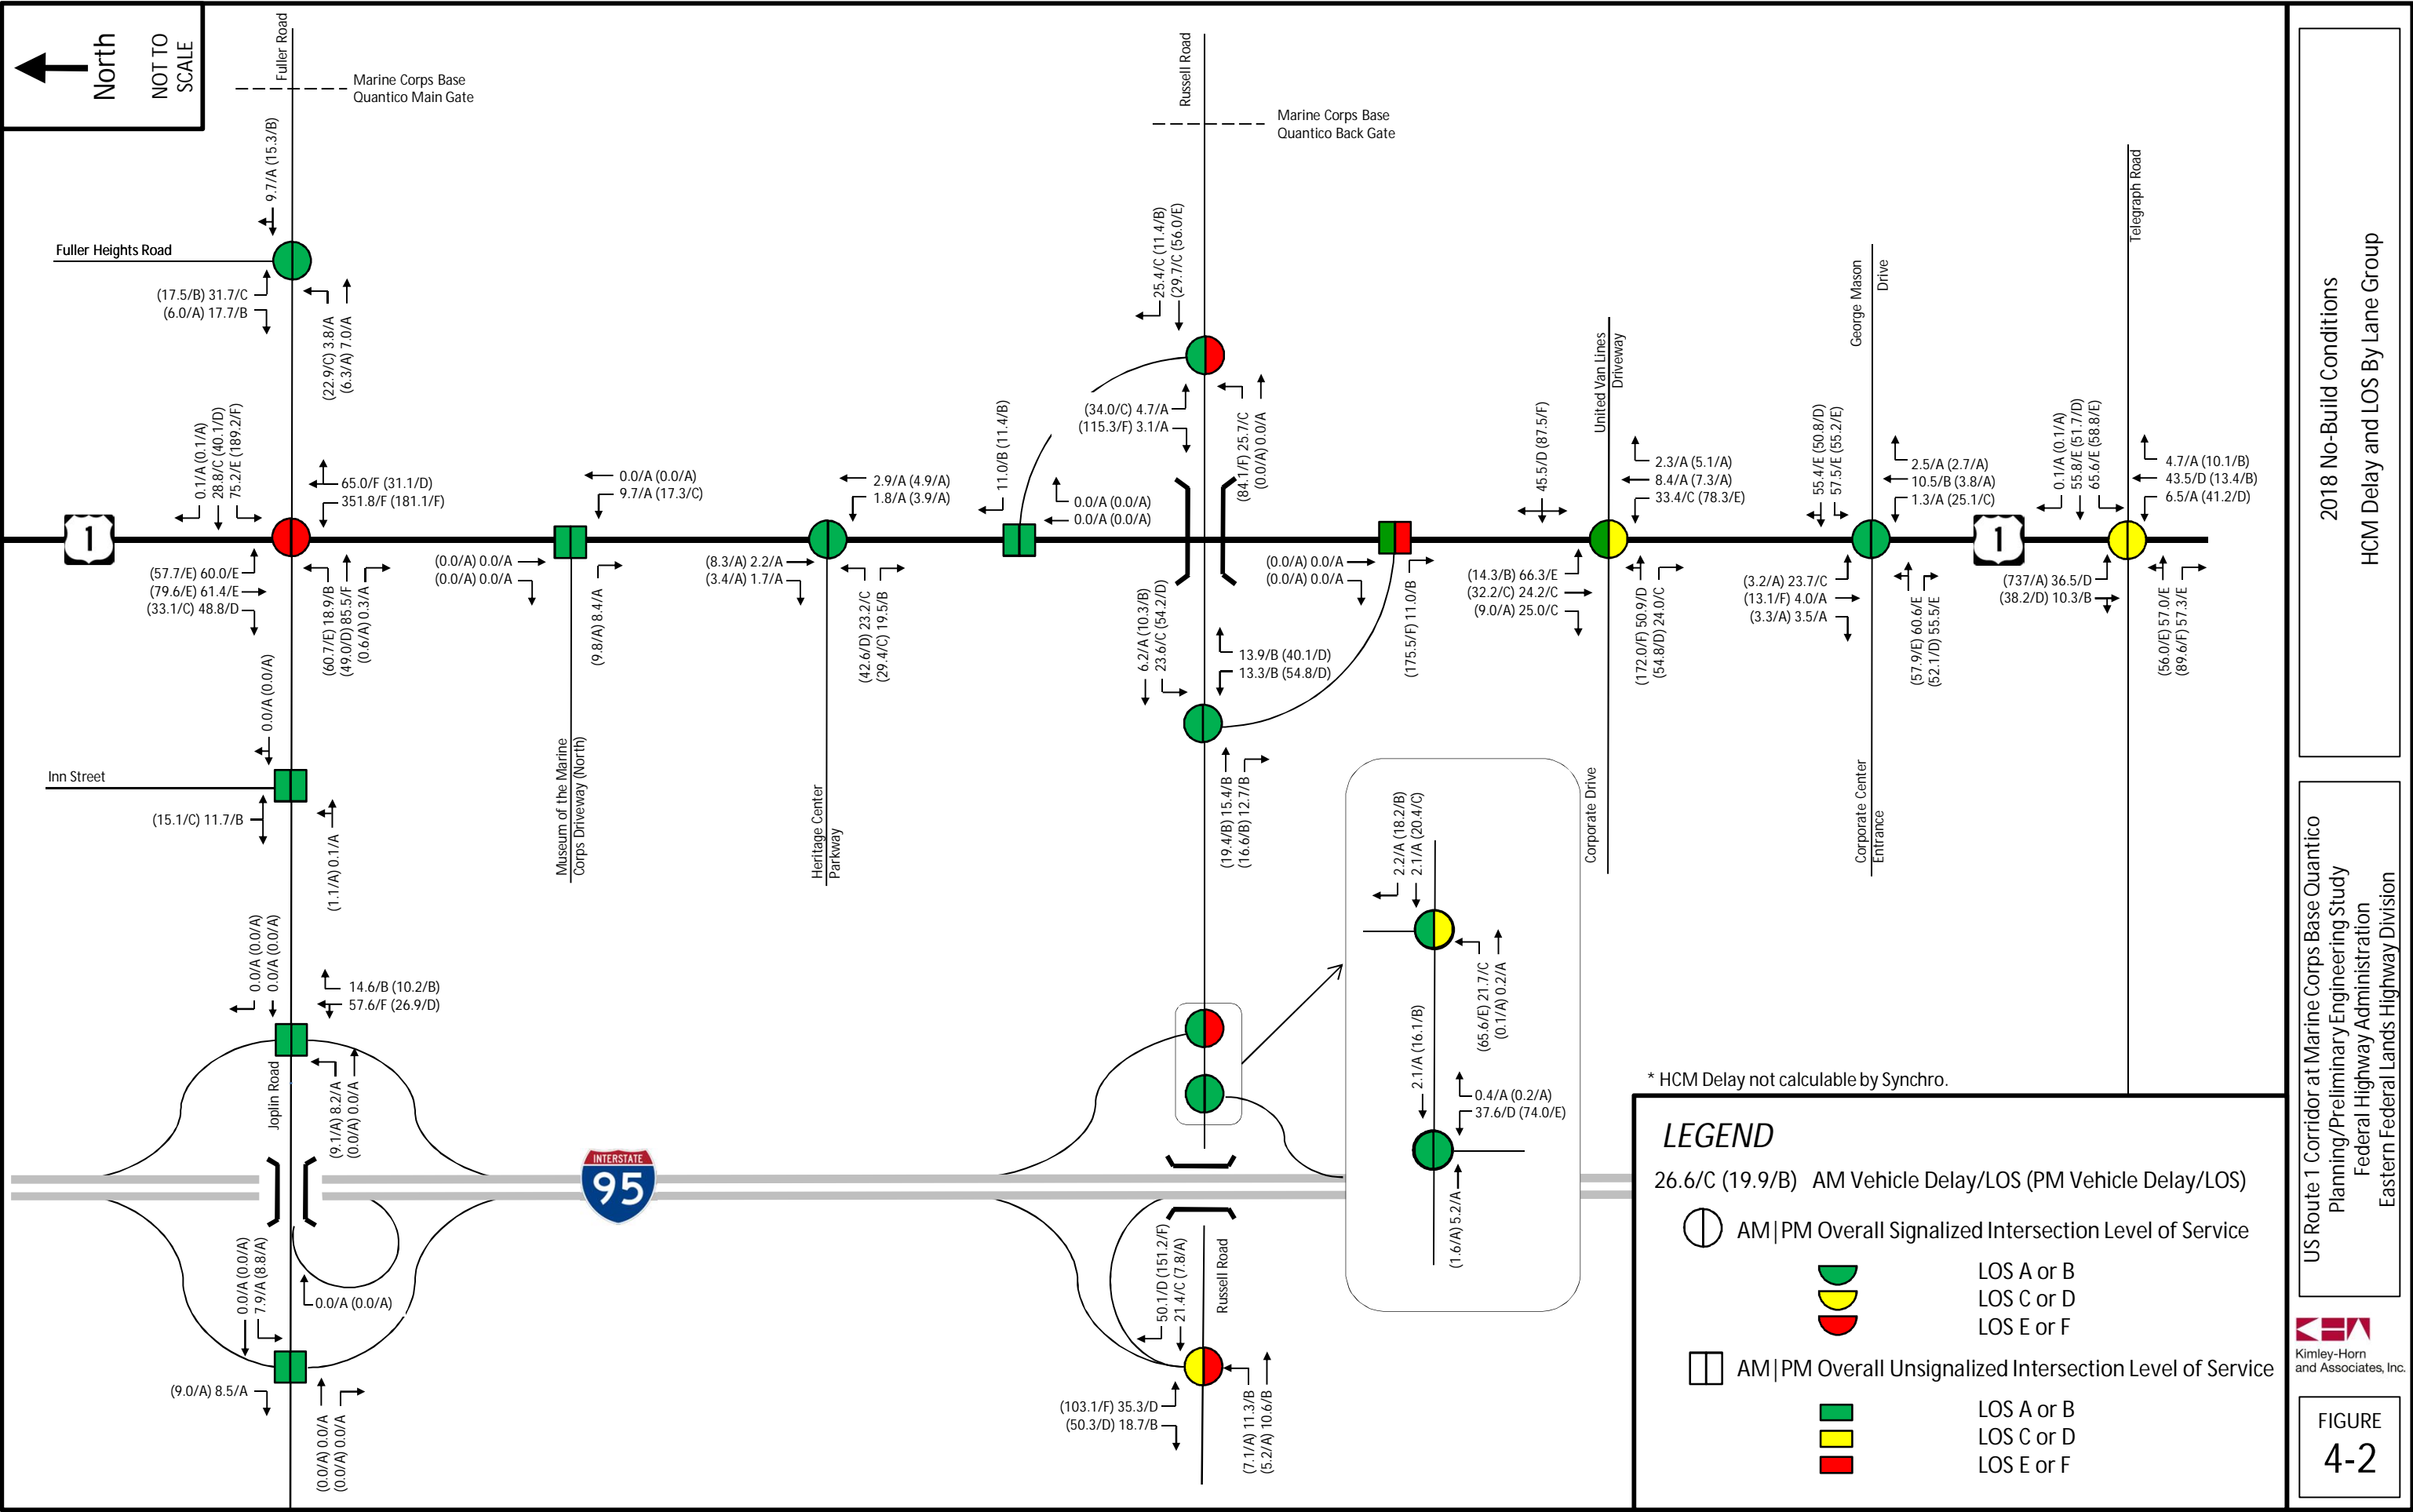 North
NOT TO
SCALE
Fuller Road
Marine Corps Base
Quantico Main Gate
9.7/A (15.3/B)
Fuller Heights Road
(17.5/B) 31.7/C
(6.0/A) 17.7/B
(22.9/C) 3.8/A
(6.3/A) 7.0/A
0.1/A (0.1/A)
28.8/C (40.1/D)
75.2/E (189.2/F)
65.0/F (31.1/D)
351.8/F (181.1/F)
1
(57.7/E) 60.0/E
(79.6/E) 61.4/E
(33.1/C) 48.8/D
(60.7/E) 18.9/B
(49.0/D) 85.5/F
(0.6/A) 0.3/A
0.0/A (0.0/A)
Inn Street
(15.1/C) 11.7/B
(1.1/A) 0.1/A
0.0/A (0.0/A)
0.0/A (0.0/A)
14.6/B (10.2/B)
57.6/F (26.9/D)
Joplin Road
(9.1/A) 8.2/A
(0.0/A) 0.0/A
0.0/A (0.0/A)
7.9/A (8.8/A)
0.0/A (0.0/A)
(9.0/A) 8.5/A
(0.0/A) 0.0/A
(0.0/A) 0.0/A
INTERSTATE
95
0.0/A (0.0/A)
9.7/A (17.3/C)
(0.0/A) 0.0/A
(0.0/A) 0.0/A
(9.8/A) 8.4/A
Museum of the Marine
Corps Driveway (North)
2.9/A (4.9/A)
1.8/A (3.9/A)
(8.3/A) 2.2/A
(3.4/A) 1.7/A
(42.6/D) 23.2/C
(29.4/C) 19.5/B
Heritage Center
Parkway
11.0/B (11.4/B)
0.0/A (0.0/A)
0.0/A (0.0/A)
Russell Road
Marine Corps Base
Quantico Back Gate
25.4/C (11.4/B)
(29.7/C (56.0/E)
(34.0/C) 4.7/A
(115.3/F) 3.1/A
(84.1/F) 25.7/C
(0.0/A) 0.0/A
(0.0/A) 0.0/A
(0.0/A) 0.0/A
(175.5/F) 11.0/B
6.2/A (10.3/B)
23.6/C (54.2/D)
13.9/B (40.1/D)
13.3/B (54.8/D)
(19.4/B) 15.4/B
(16.6/B) 12.7/B
2.2/A (18.2/B)
2.1/A (20.4/C)
(65.6/E) 21.7/C
(0.1/A) 0.2/A
2.1/A (16.1/B)
0.4/A (0.2/A)
37.6/D (74.0/E)
(1.6/A) 5.2/A
50.1/D (151.2/F)
21.4/C (7.8/A)
Russell Road
(103.1/F) 35.3/D
(50.3/D) 18.7/B
(7.1/A) 11.3/B
(5.2/A) 10.6/B
45.5/D (87.5/F)
United Van Lines
Driveway
2.3/A (5.1/A)
8.4/A (7.3/A)
33.4/C (78.3/E)
(14.3/B) 66.3/E
(32.2/C) 24.2/C
(9.0/A) 25.0/C
(172.0/F) 50.9/D
(54.8/D) 24.0/C
Corporate Drive
George Mason
Drive
55.4/E (50.8/D)
57.5/E (55.2/E)
2.5/A (2.7/A)
10.5/B (3.8/A)
1.3/A (25.1/C)
(3.2/A) 23.7/C
(13.1/F) 4.0/A
(3.3/A) 3.5/A
(57.9/E) 60.6/E
(52.1/D) 55.5/E
Corporate Center
Entrance
1
Telegraph Road
0.1/A (0.1/A)
55.8/E (51.7/D)
65.6/E (58.8/E)
4.7/A (10.1/B)
43.5/D (13.4/B)
6.5/A (41.2/D)
(737/A) 36.5/D
(38.2/D) 10.3/B
(56.0/E) 57.0/E
(89.6/F) 57.3/E
* HCM Delay not calculable by Synchro.
LEGEND
26.6/C (19.9/B) AM Vehicle Delay/LOS (PM Vehicle Delay/LOS)
AM|PM Overall Signalized Intersection Level of Service
LOS A or B
LOS C or D
LOS E or F
AM|PM Overall Unsignalized Intersection Level of Service
LOS A or B
LOS C or D
LOS E or F
2018 No-Build Conditions
HCM Delay and LOS By Lane Group
US Route 1 Corridor at Marine Corps Base Quantico
Planning/Preliminary Engineering Study
Federal Highway Administration
Eastern Federal Lands Highway Division
Kimley-Horn
and Associates, Inc.
FIGURE
4-2